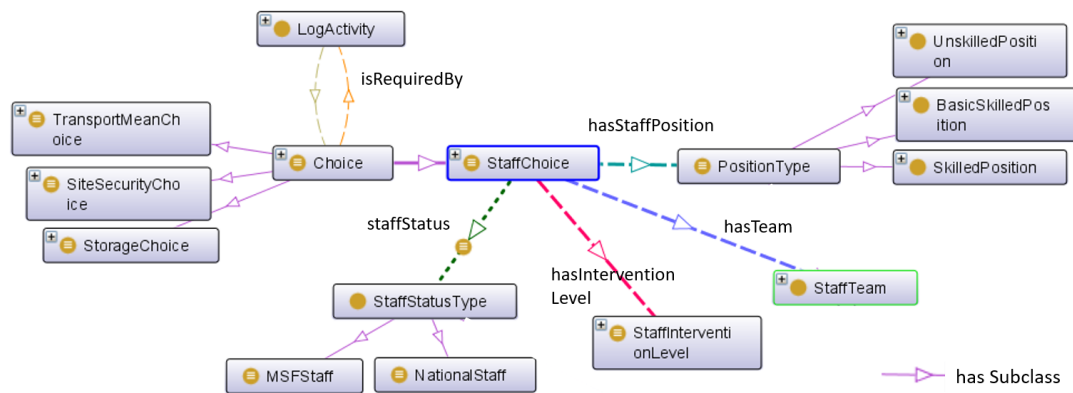 LogActivity
isRequiredBy
UnskilledPositi
on
BasicSkilledPos
ition
SkilledPosition
TransportMeanCh
oice
hasStaffPosition
Choice
StaffChoice
PositionType
SiteSecurityCho
ice
StorageChoice
staffStatus
hasTeam
hasIntervention
Level
StaffTeam
StaffStatusType
StaffInterventi
onLevel
MSFStaff
NationalStaff
has Subclass